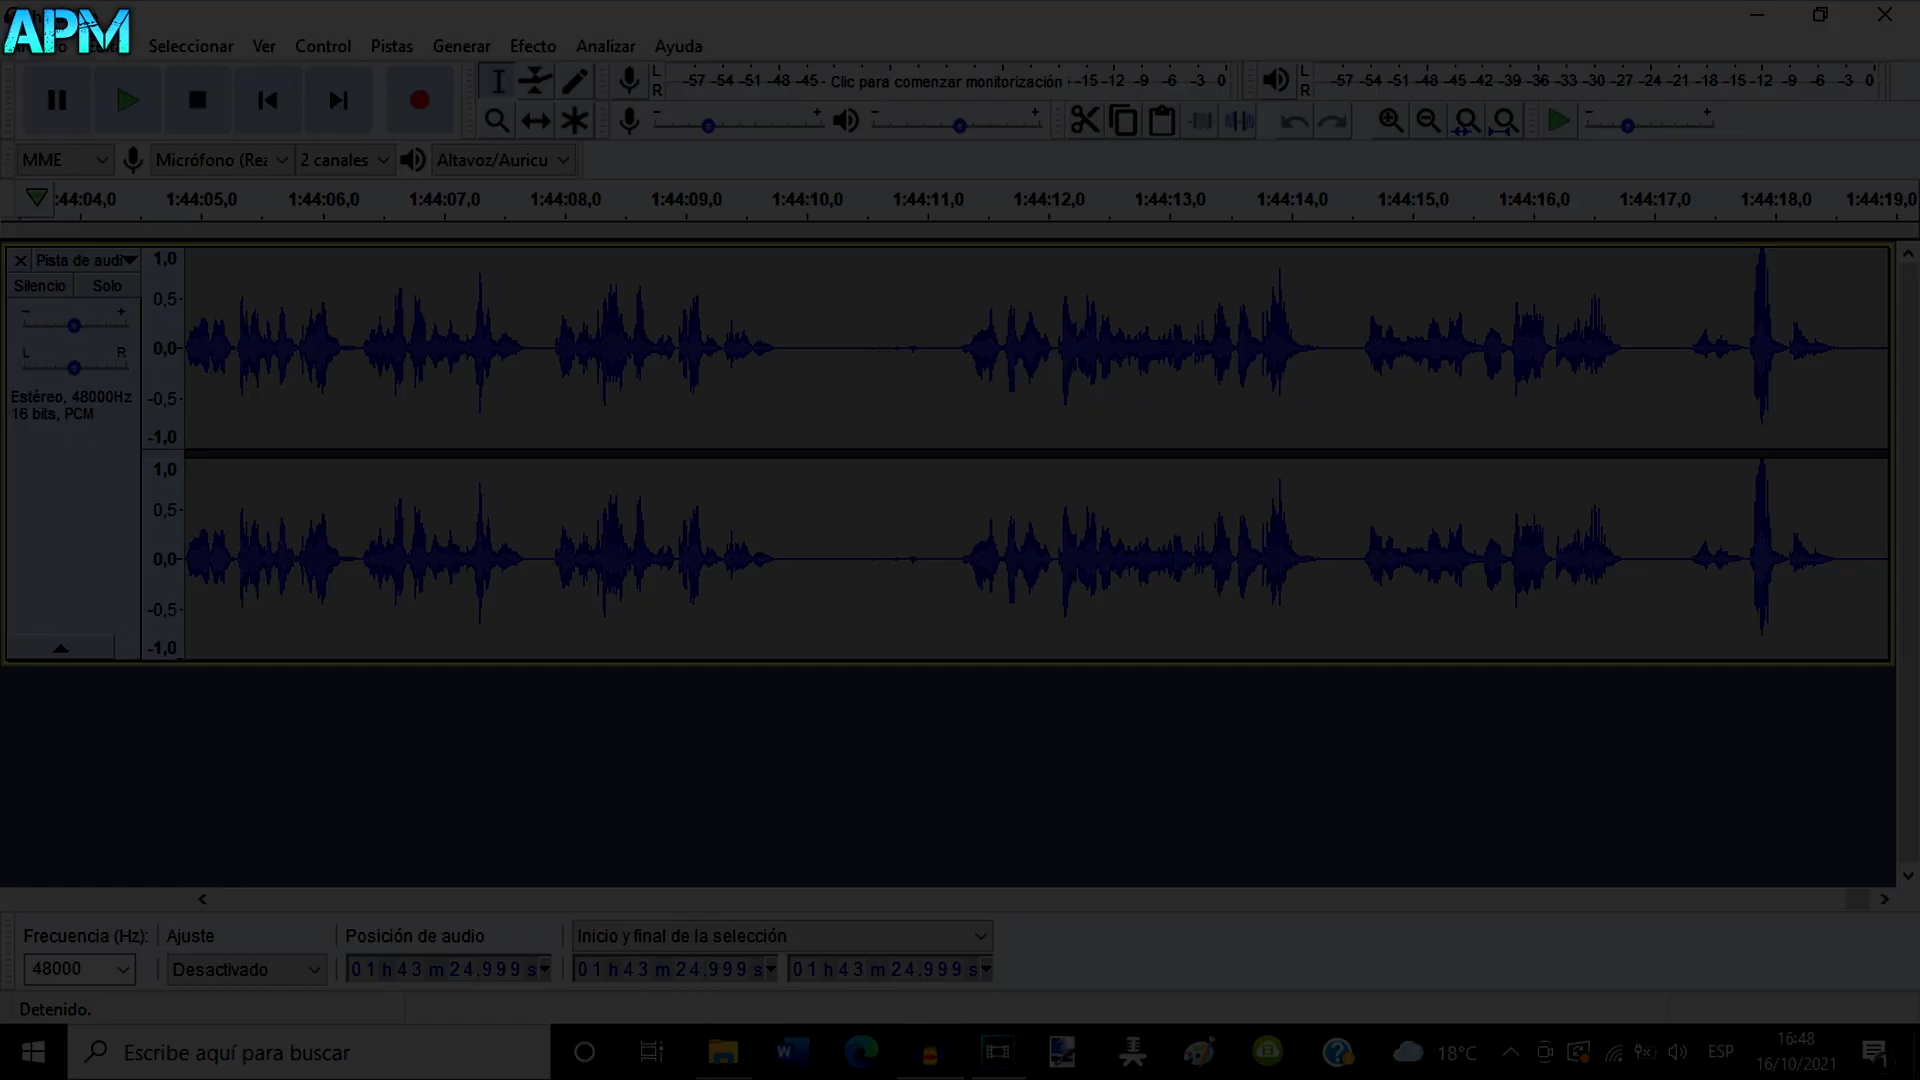 APM
Seleccionar Ver Control Pistas Generar Efecto Analizar Ayuda
L R -57 -54 -51 -48 -45 - Clic para comenzar monitorización -15 -12 -9 -6 -3 0
L R -57 -54 -51 -48 -45 -42 -39 -36 -33 -30 -27 -24 -21 -18 -15 -12 -9 -6 -3 0
MME Micrófono (Rea 2 canales Altavoz/Auricu
:44:04,0 1:44:05,0 1:44:06,0 1:44:07,0 1:44:08,0 1:44:09,0 1:44:10,0 1:44:11,0 1:44:12,0 1:44:13,0 1:44:14,0 1:44:15,0 1:44:16,0 1:44:17,0 1:44:18,0 1:44:19,0
Pista de audi
Silencio Solo
- +
L R
Estéreo, 48000Hz
16 bits, PCM
1,0
0,5-
0,0-
-0,5-
-1,0
1,0
0,5-
0,0-
-0,5-
-1,0
Frecuencia (Hz): Ajuste Posición de audio Inicio y final de la selección
48000 Desactivado 01 h 43 m 24.999 s 01 h 43 m 24.999 s 01 h 43 m 24.999 s
Detenido.
Escribe aquí para buscar
18°C ESP
16:48
16/10/2021
1